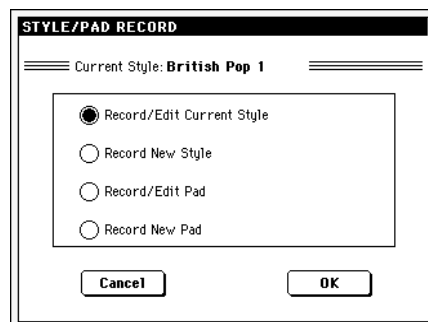 STYLE/PAD RECORD
Current Style: British Pop 1
Record/Edit Current Style
Record New Style
Record/Edit Pad
Record New Pad
Cancel OK